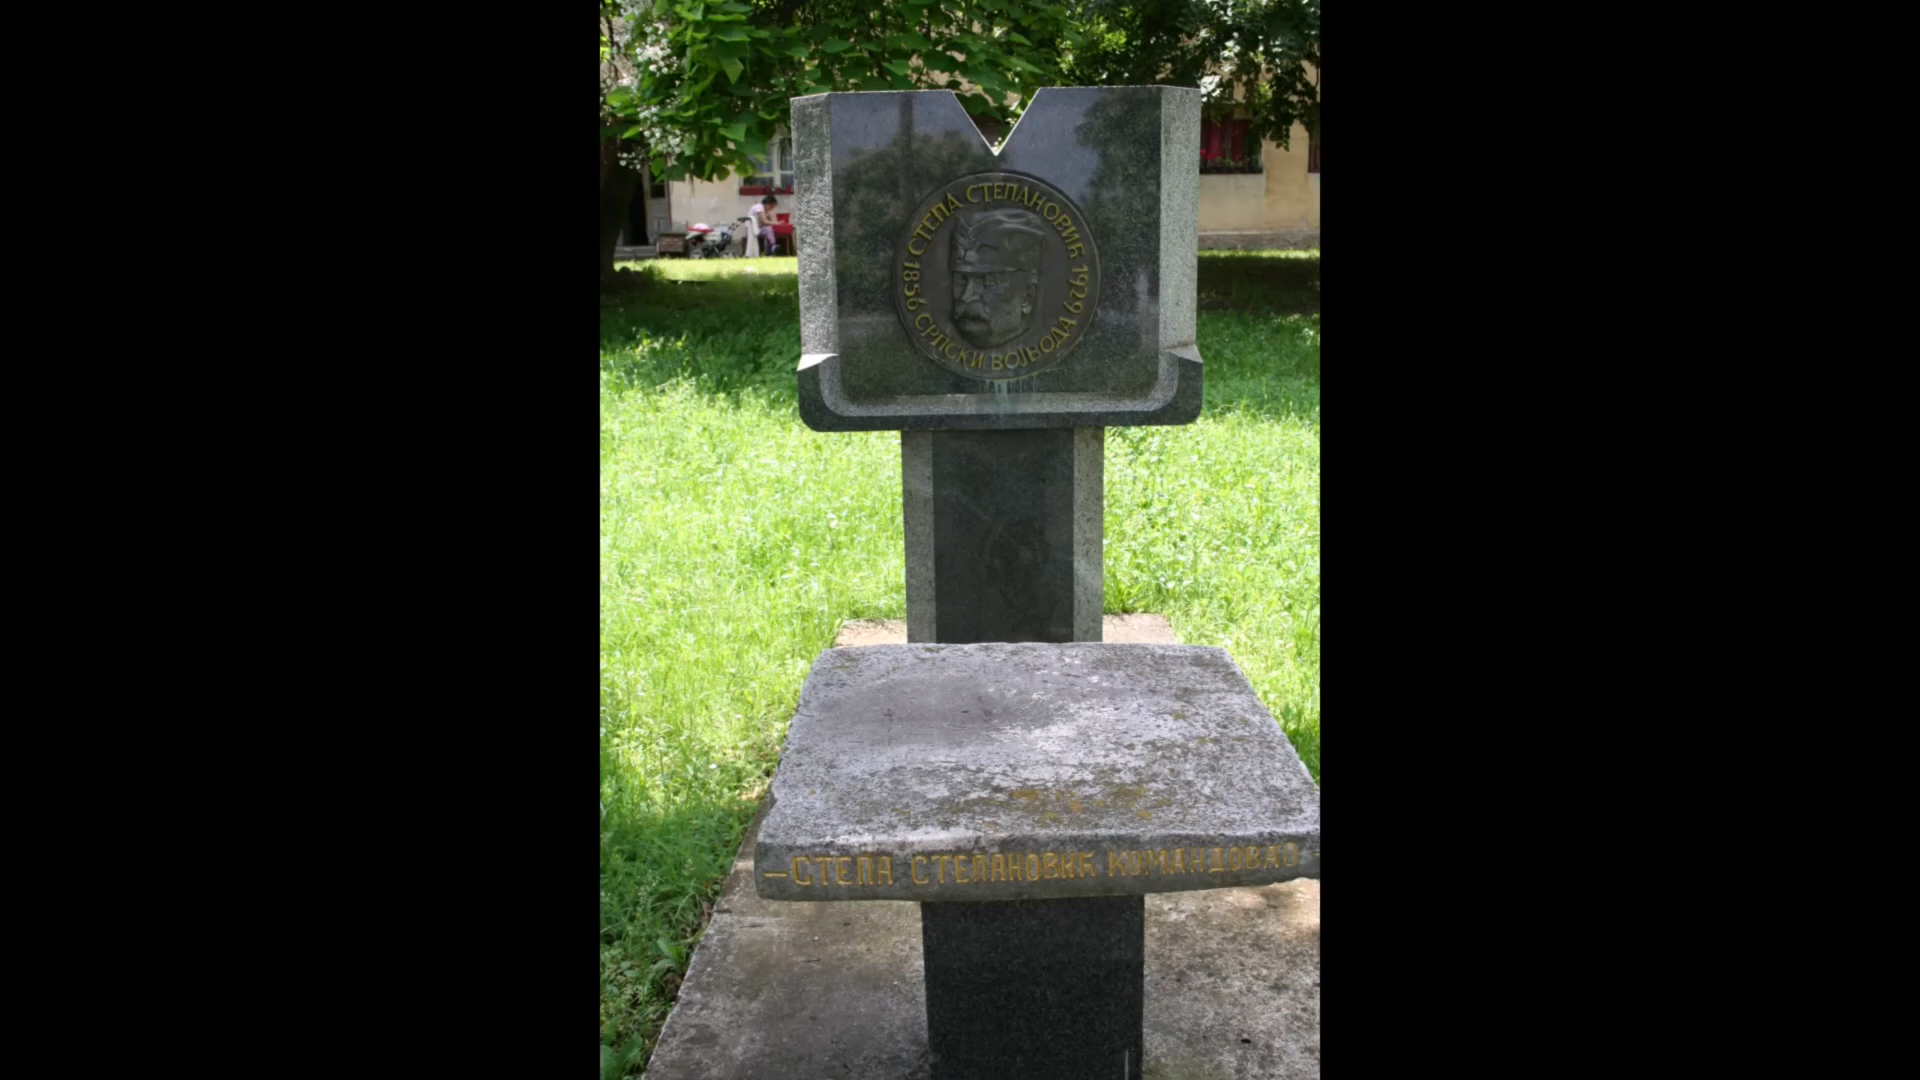 СТЕПА СТЕПАНОВИЋ
1856 СРПСКИ ВОЈВОДА 1929
–СТЕПА СТЕПАНОВИЋ КОМАНДОВАО –